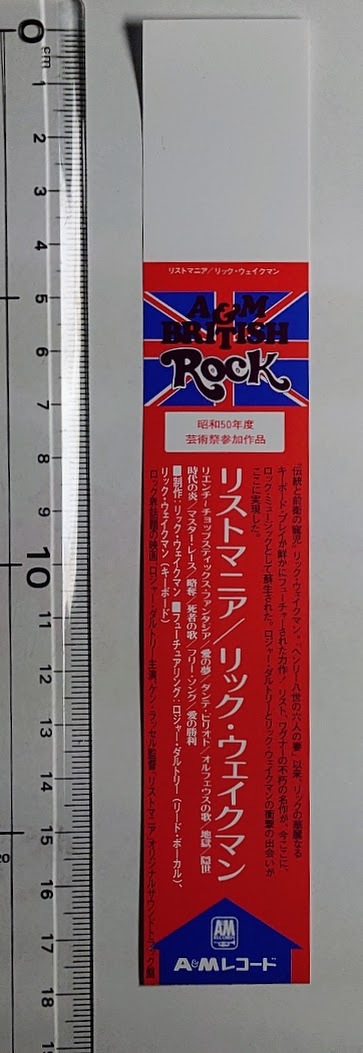 0
cm
1
2
3
4
5
6
7
8
9
10
11
12
13
14
15
16
17
18
リストマニア/リック・ウェイクマン
A&M
BRITISH
ROCK
昭和50年度
芸術祭参加作品
"伝統と前衛の寵児"リック・ウェイクマン。「ヘンリー八世の六人の妻」以来、リックの華麗なる
キーボード・プレイが鮮かにフューチャーされた力作! リスト、ワグナーの不朽の名作が、今ここに、
ロック・ミュージックとして蘇生された。ロジャー・ダルトリーとリック・ウェイクマンの衝撃の出会いが
ここに実現した。
リストマニア/リック・ウェイクマン
リエンチ/チョップスティックス・ファンタジア/愛の夢/ダンテ・ピリオド/オルフェウスの歌/地獄/隠世
時代の炎/マスター・レース/略奪/死者の歌/フリー・ソング/愛の勝利
■制作:リック・ウェイクマン ■フューチュアリング:ロジャー・ダルトリー(リード・ボーカル)、
リック・ウェイクマン(キーボード)
ロック界話題の映画"ロジャー・ダルトリー主演、ケン・ラッセル監督「リストマニア」オリジナルサウンドトラック盤
AM
RECORDS
A&Mレコード